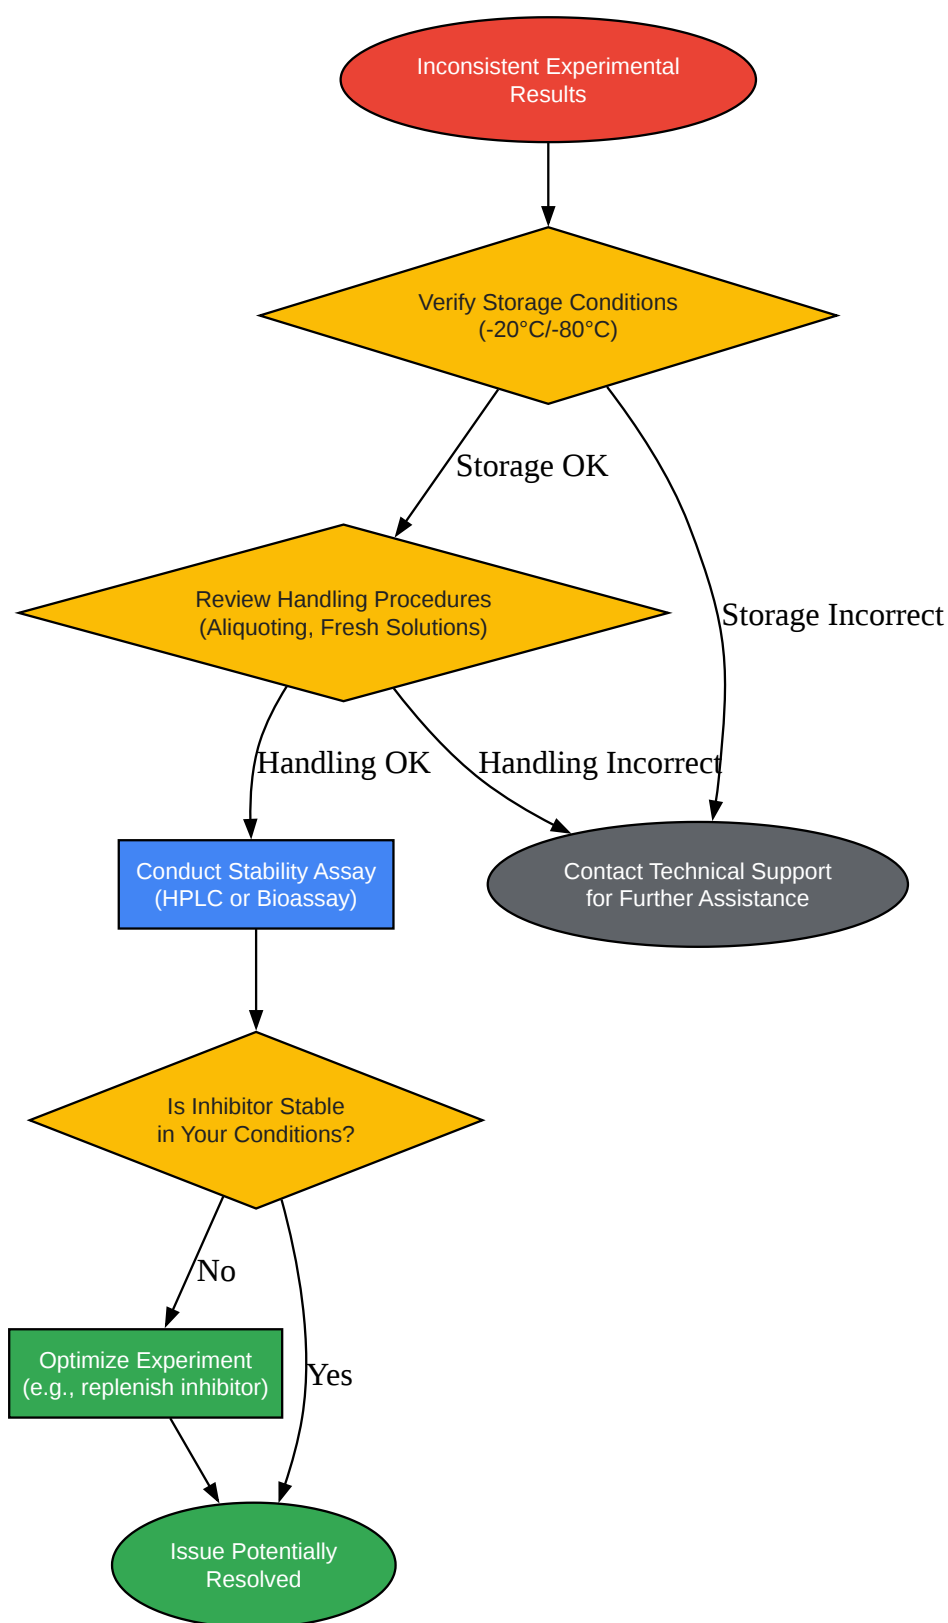 Inconsistent Experimental
Results
Verify Storage Conditions
(-20°C/-80°C)
Storage OK
Review Handling Procedures
(Aliquoting, Fresh Solutions)
Storage Incorrect
Handling OK
Handling Incorrect
Conduct Stability Assay
(HPLC or Bioassay)
Contact Technical Support
for Further Assistance
Is Inhibitor Stable
in Your Conditions?
No
Optimize Experiment
(e.g., replenish inhibitor)
Yes
Issue Potentially
Resolved